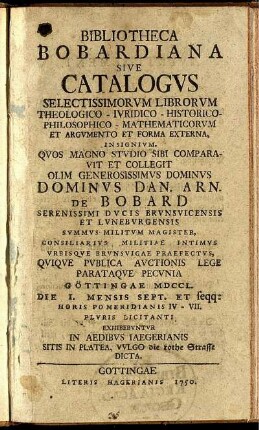 BIBLIOTHECA
BOBARDIANA
SIVE
CATALOGVS
SELECTISSIMORVM LIBRORVM
THEOLOGICO - IVRIDICO - HISTORICO-
PHILOSOPHICO - MATHEMATICORVM
ET ARGVMENTO ET FORMA EXTERNA,
INSIGNIVM.
QVOS MAGNO STVDIO SIBI COMPARA-
VIT ET COLLEGIT
OLIM GENEROSISSIMVS DOMINVS
DOMINVS DAN. ARN.
DE BOBARD
SERENISSIMI DVCIS BRVNSVICENSIS
ET LVNEBVRGENSIS
SVMMVS MILITVM MAGISTER,
CONSILIARIVS, MILITIAE INTIMVS
VRBISQVE BRVNSVIGAE PRAEFECTVS,
QVIQVE PVBLICA AVCTIONIS LEGE
PARATAQVE PECVNIA
GÖTTINGAE MDCCL.
DIE I. MENSIS SEPT. ET seqq:
HORIS POMERIDIANIS IV - VII.
PLVRIS LICITANTI
EXHIBEBVNTVR
IN AEDIBVS IAEGERIANIS
SITIS IN PLATEA, VVLGO die rothe Strasse
DICTA.
GOTTINGAE
LITERIS HAGERIANIS 1750.